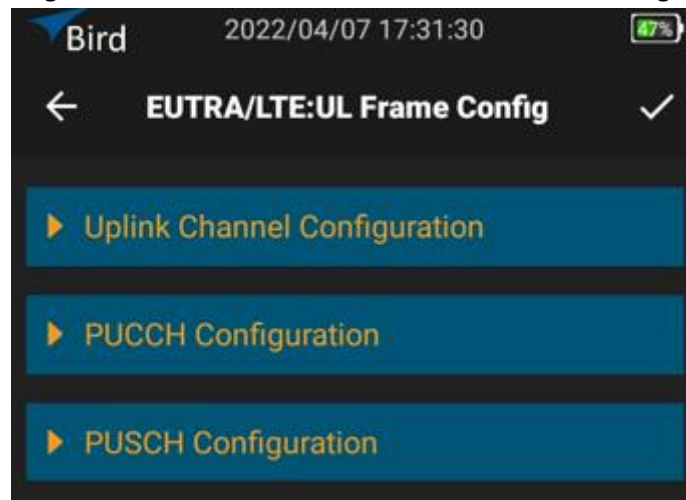 Bird
2022/04/07 17:31:30
47%
EUTRA/LTE:UL Frame Config
Uplink Channel Configuration
PUCCH Configuration
PUSCH Configuration